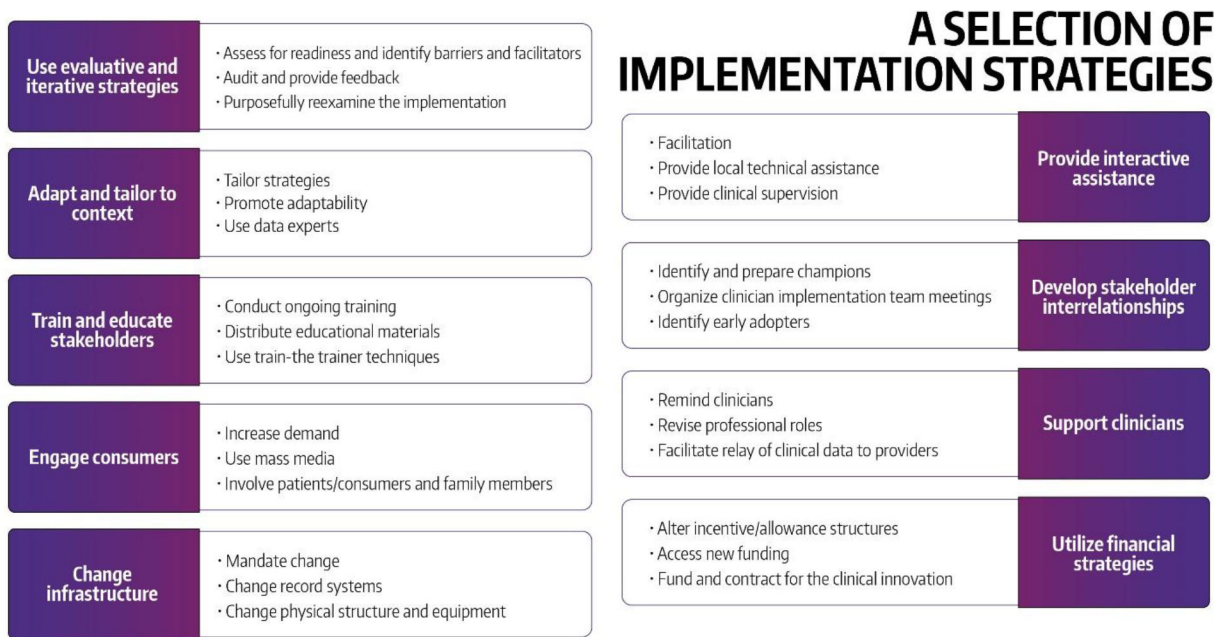 A SELECTION OF
IMPLEMENTATION STRATEGIES
Use evaluative and
iterative strategies
· Assess for readiness and identify barriers and facilitators
· Audit and provide feedback
· Purposefully reexamine the implementation
Adapt and tailor to
context
· Tailor strategies
· Promote adaptability
· Use data experts
Train and educate
stakeholders
· Conduct ongoing training
· Distribute educational materials
· Use train-the trainer techniques
Engage consumers
· Increase demand
· Use mass media
· Involve patients/consumers and family members
Change
infrastructure
· Mandate change
· Change record systems
· Change physical structure and equipment
· Facilitation
· Provide local technical assistance
· Provide clinical supervision
Provide interactive
assistance
· Identify and prepare champions
· Organize clinician implementation team meetings
· Identify early adopters
Develop stakeholder
interrelationships
· Remind clinicians
· Revise professional roles
· Facilitate relay of clinical data to providers
Support clinicians
· Alter incentive/allowance structures
· Access new funding
· Fund and contract for the clinical innovation
Utilize financial
strategies